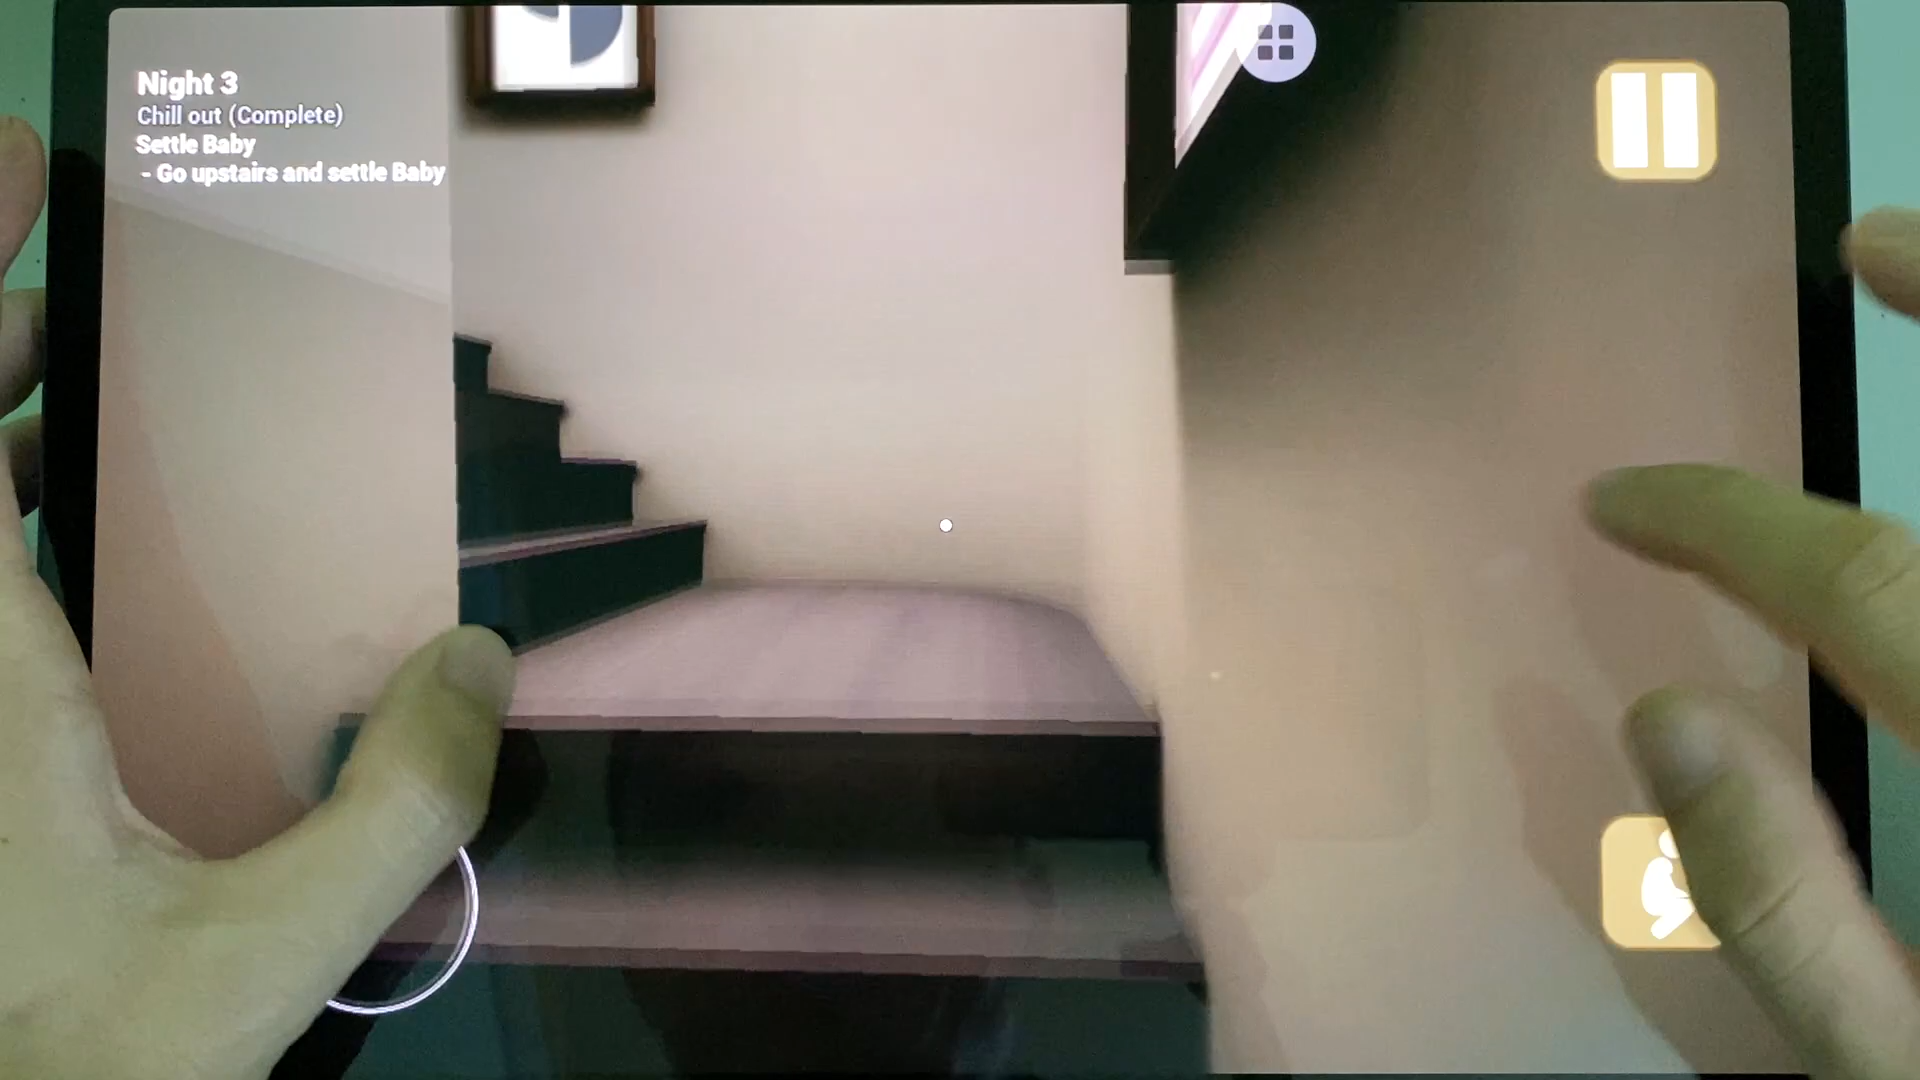 Night 3
Chill out (Complete)
Settle Baby
- Go upstairs and settle Baby